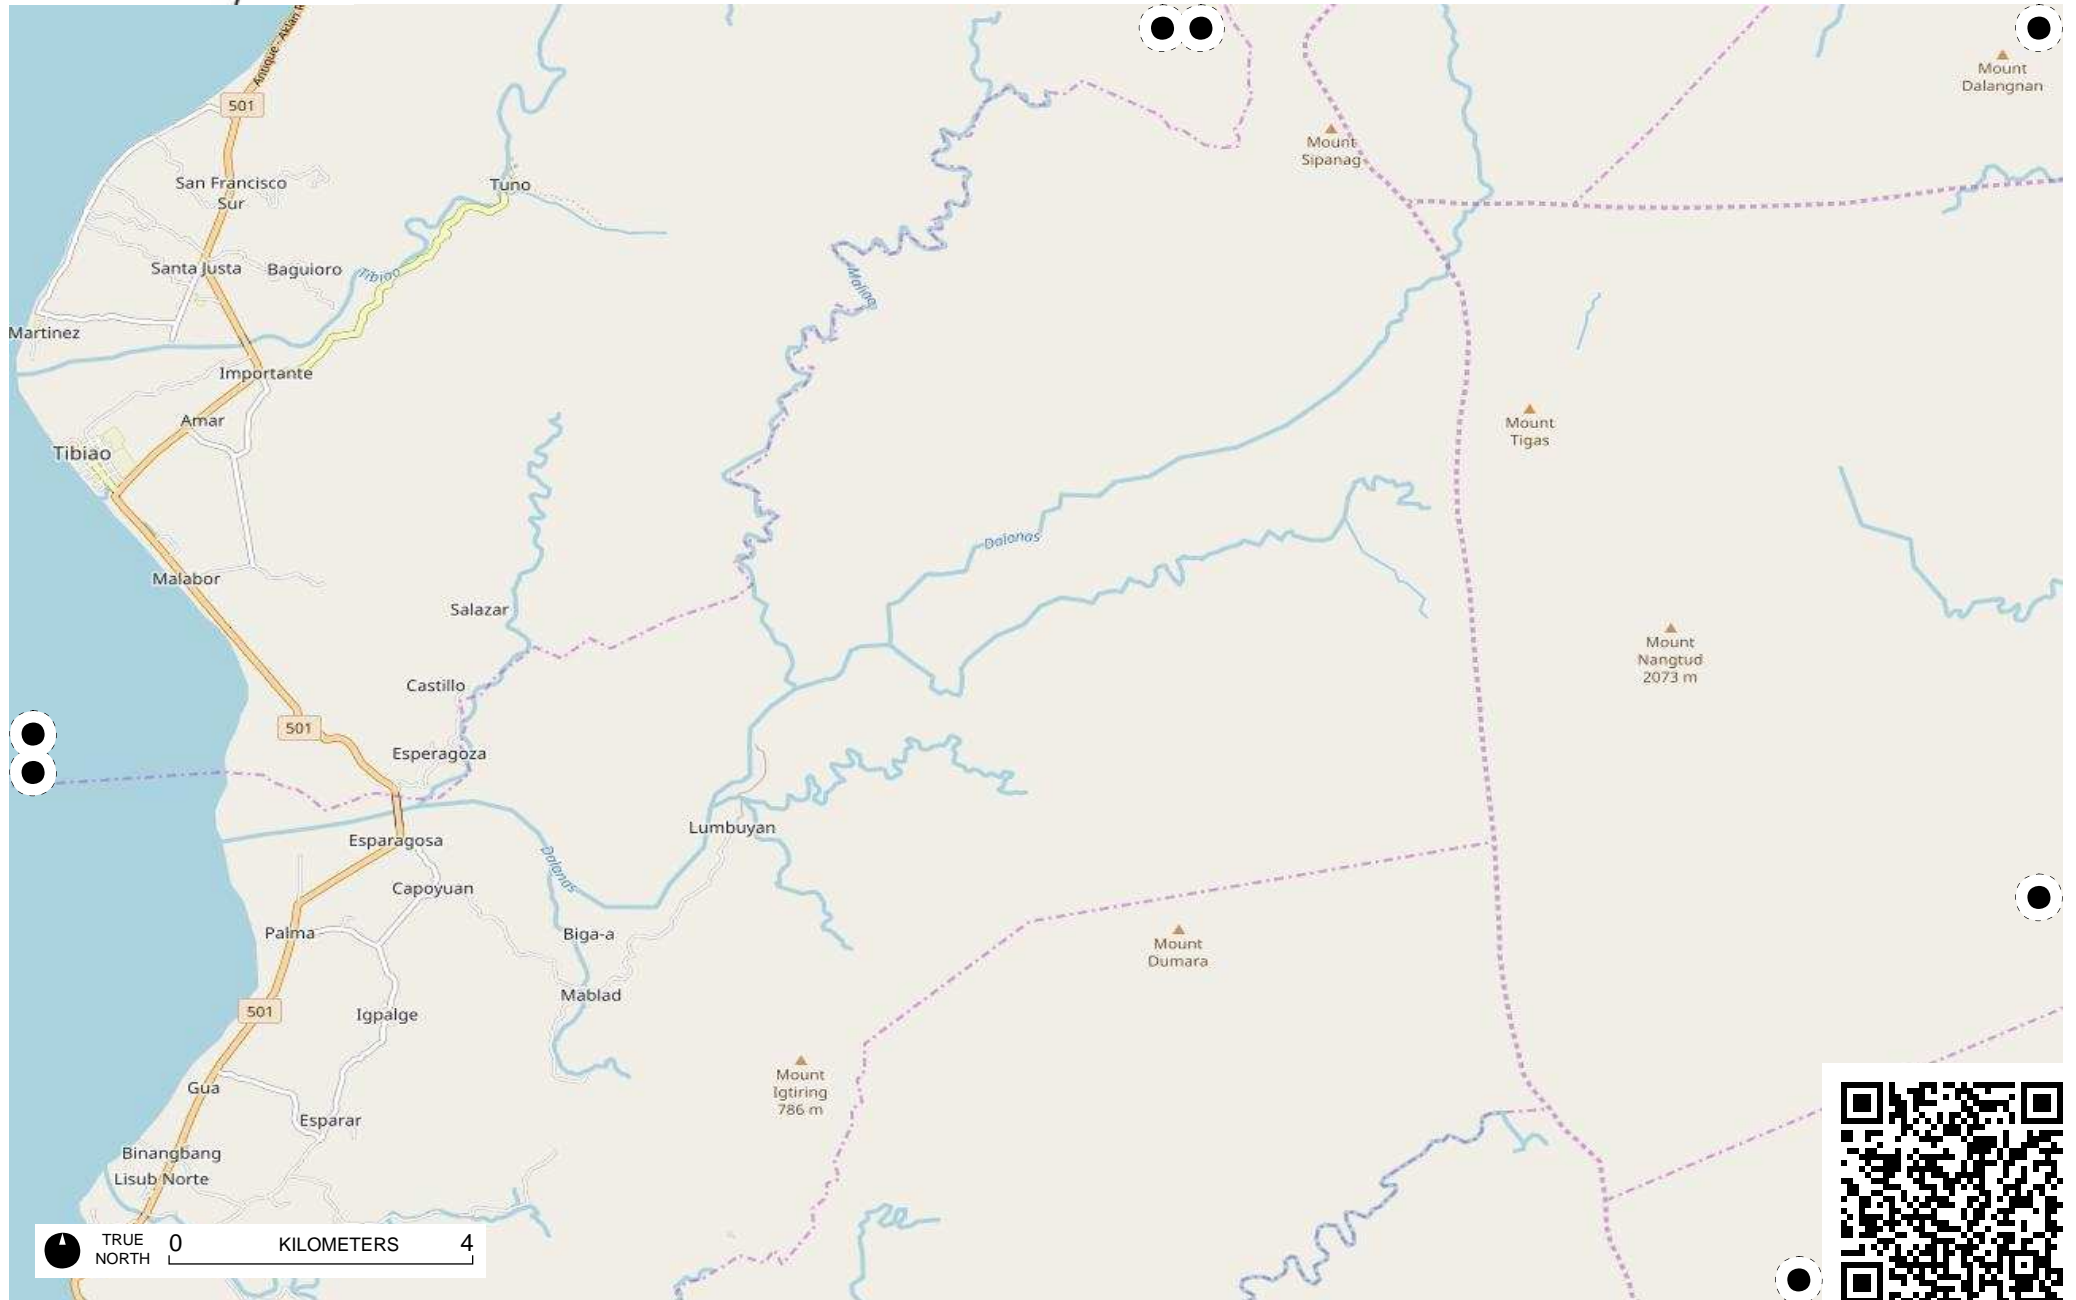 Antique - Aklan R
501
Mount
Dalangnan
Mount
Sipanag
San Francisco
Sur
Tuno
Santa Justa
Baguioro
Tibiao
Malinao
Martinez
Importante
Amar
Mount
Tigas
Tibiao
Dalanas
Malabor
Salazar
Mount
Nangtud
2073 m
Castillo
501
Esperagoza
Lumbuyan
Esparagosa
Dalanas
Capoyuan
Palma
Biga-a
Mount
Dumara
Mablad
501
Igpalge
Mount
Igtiring
786 m
Gua
Esparar
Binangbang
Lisub Norte
TRUE
NORTH
0 KILOMETERS 4